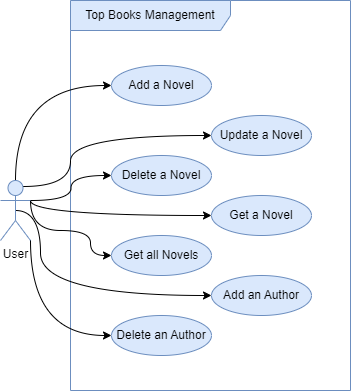 Top Books Management
Add a Novel
Update a Novel
Delete a Novel
Get a Novel
User
Get all Novels
Add an Author
Delete an Author